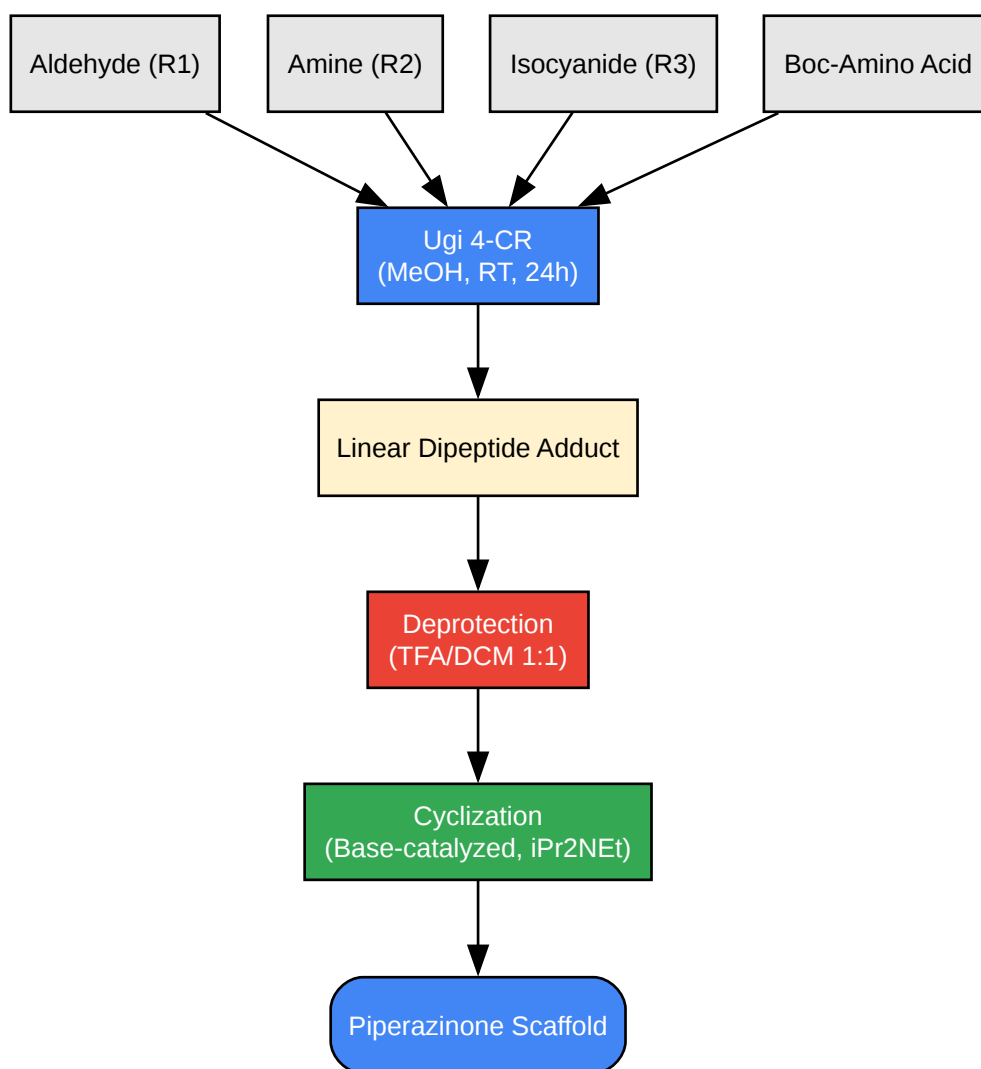 Aldehyde (R1)
Amine (R2)
Isocyanide (R3)
Boc-Amino Acid
Ugi 4-CR
(MeOH, RT, 24h)
Linear Dipeptide Adduct
Deprotection
(TFA/DCM 1:1)
Cyclization
(Base-catalyzed, iPr2NEt)
Piperazinone Scaffold